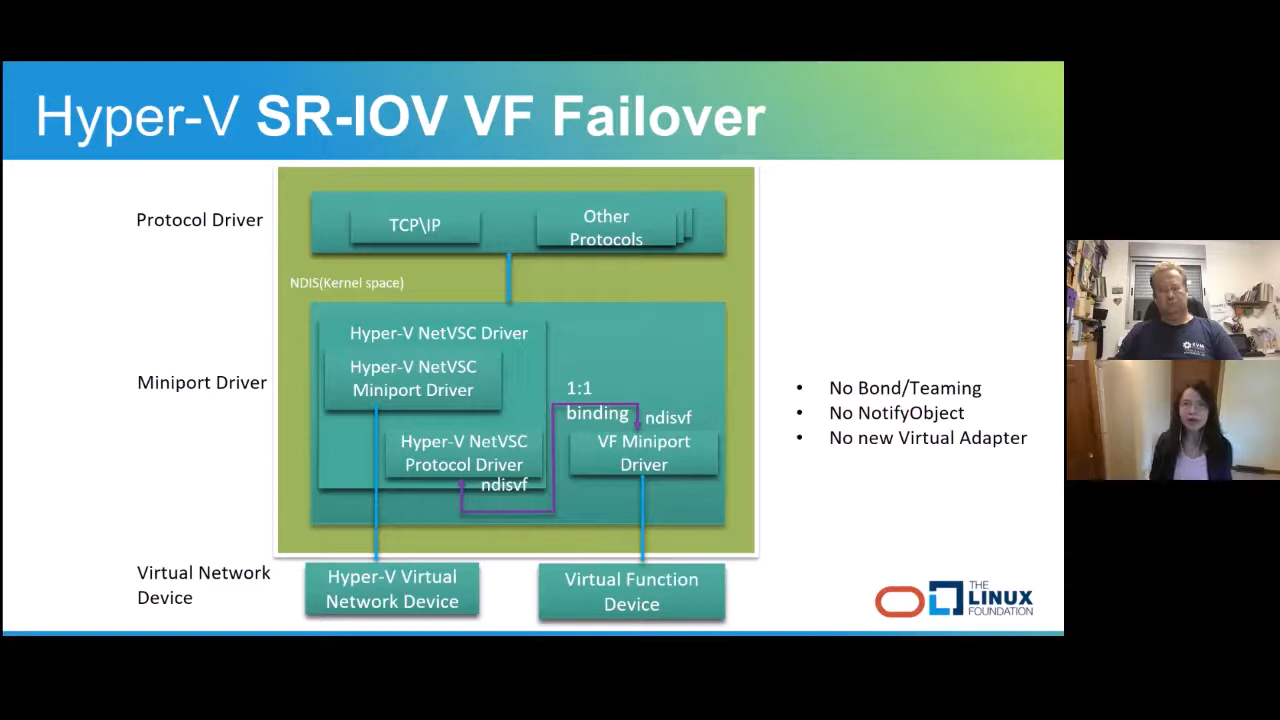 Hyper-V SR-IOV VF Failover
Protocol Driver
TCP\IP
Other
Protocols
NDIS(Kernel space)
Miniport Driver
Hyper-V NetVSC Driver
Hyper-V NetVSC
Miniport Driver
1:1
binding
ndisvf
Hyper-V NetVSC
Protocol Driver
ndisvf
VF Miniport
Driver
• No Bond/Teaming
• No NotifyObject
• No new Virtual Adapter
Virtual Network
Device
Hyper-V Virtual
Network Device
Virtual Function
Device
THE
LINUX
FOUNDATION
KVM